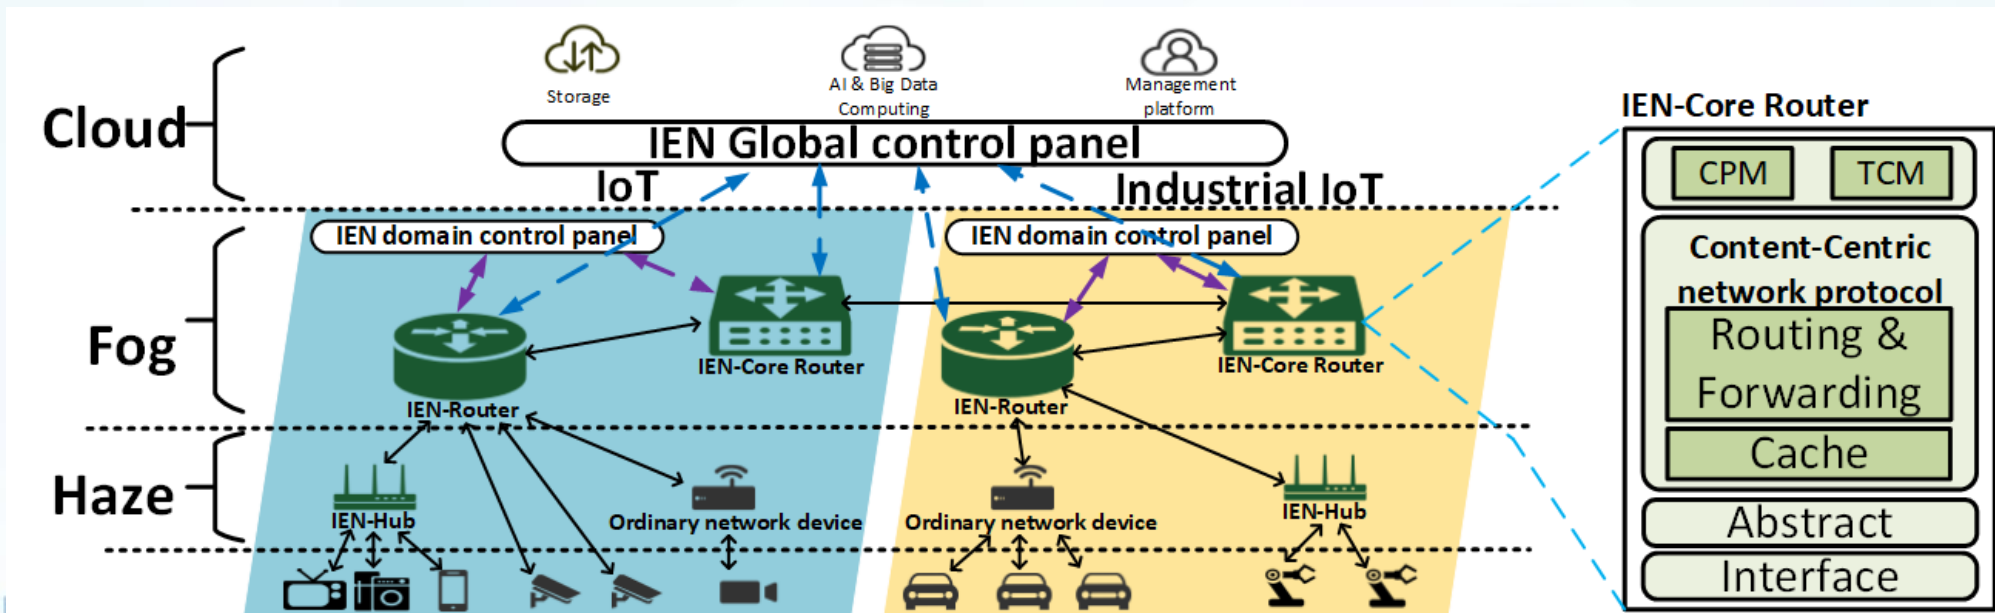 Cloud
Storage
AI & Big Data
Computing
Management
platform
IEN Global control panel
IoT
Industrial IoT
Fog
IEN domain control panel
IEN domain control panel
IEN-Core Router
IEN-Core Router
IEN-Router
IEN-Router
Haze
IEN-Hub
Ordinary network device
Ordinary network device
IEN-Hub
IEN-Core Router
CPM
TCM
Content-Centric
network protocol
Routing &
Forwarding
Cache
Abstract
Interface